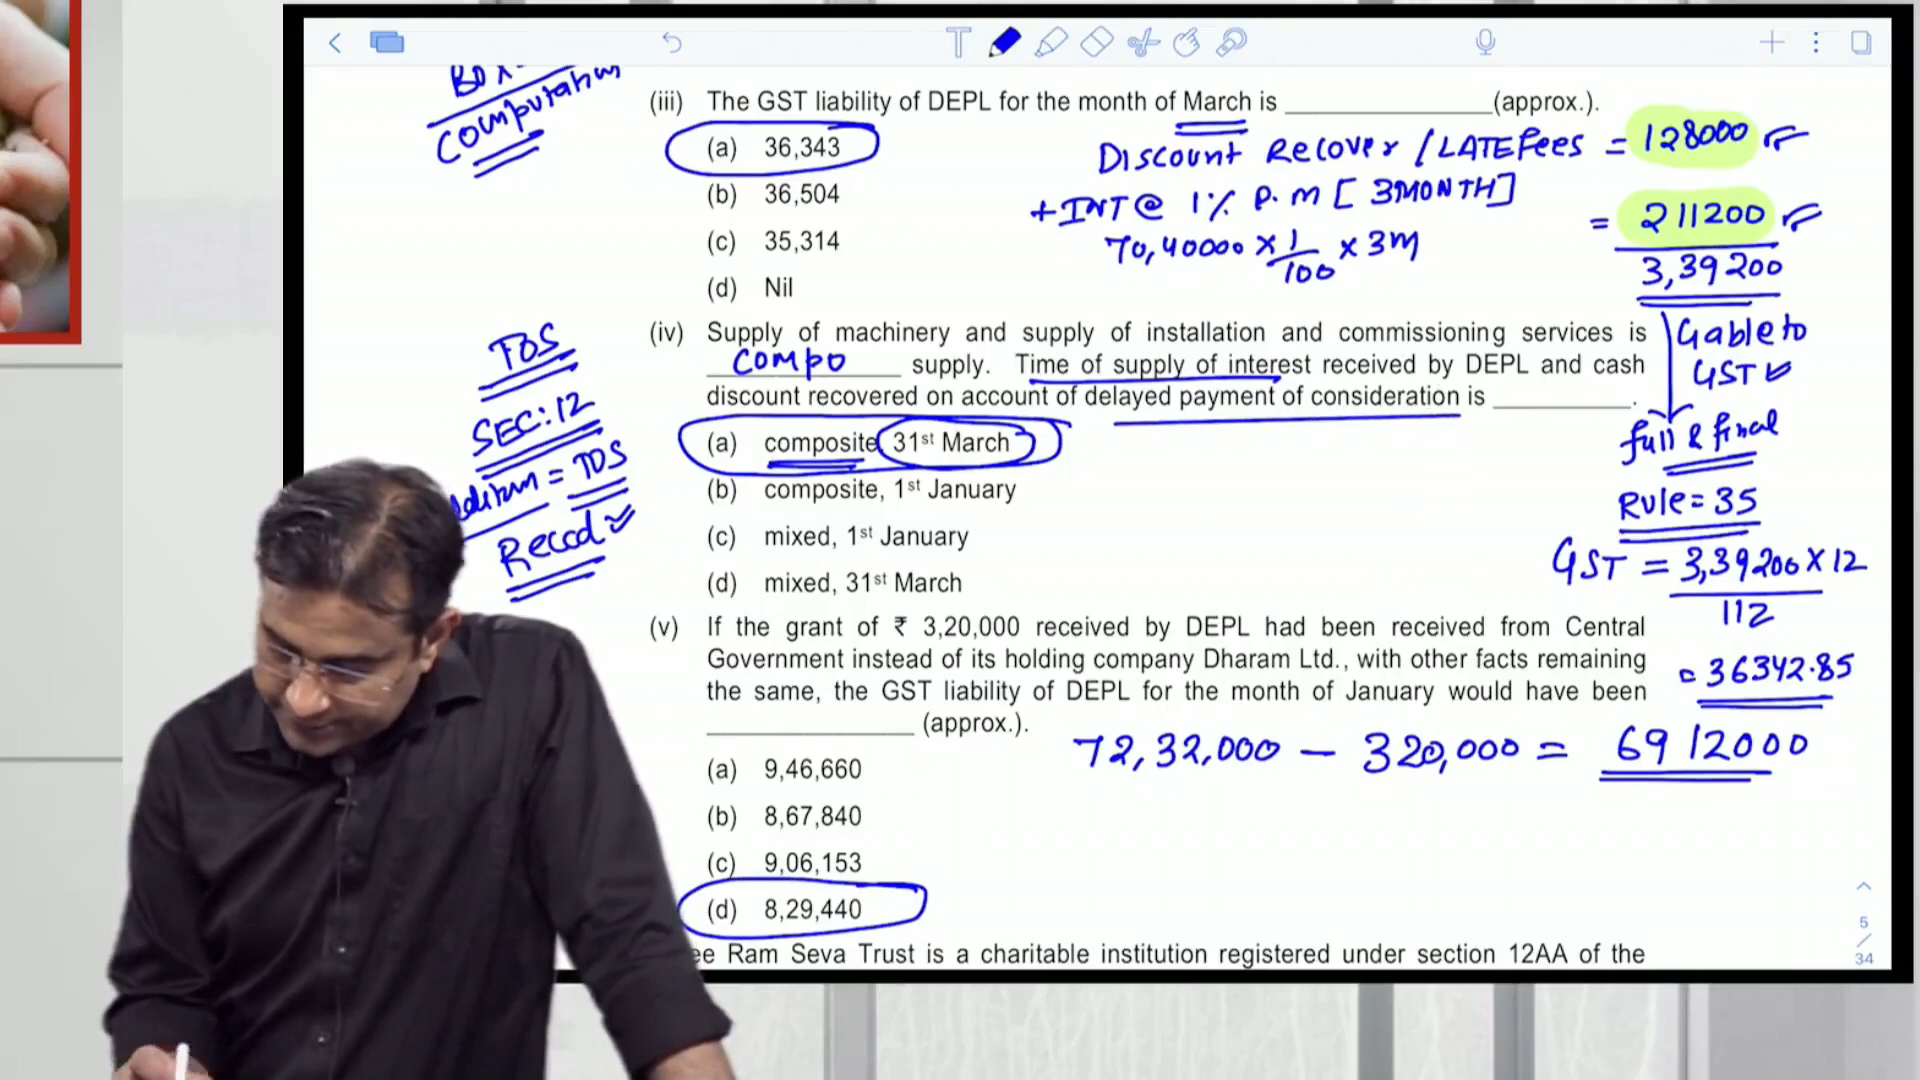 BOX
Computation
(iii) The GST liability of DEPL for the month of March is ______________(approx.).
(a) 36,343
(b) 36,504
(c) 35,314
(d) Nil
Discount Recover / LATE Fees = 128000
+ INT @ 1% P.m [3 MONTH] = 211200
70,40000 × 1/100 × 3m
3,39200
TOS
SEC:12
= TOS
Reccd
(iv) Supply of machinery and supply of installation and commissioning services is
Compo supply. Time of supply of interest received by DEPL and cash
discount recovered on account of delayed payment of consideration is __________.
(a) composite 31st March
(b) composite, 1st January
(c) mixed, 1st January
(d) mixed, 31st March
to
GST
full & final
Rule = 35
GST = 3,39200 × 12
112
= 36342.85
(v) If the grant of ₹ 3,20,000 received by DEPL had been received from Central
Government instead of its holding company Dharam Ltd., with other facts remaining
the same, the GST liability of DEPL for the month of January would have been
_______________ (approx.).
72,32,000 – 320,000 = 6912000
(a) 9,46,660
(b) 8,67,840
(c) 9,06,153
(d) 8,29,440
Ram Seva Trust is a charitable institution registered under section 12AA of the
5
/
34